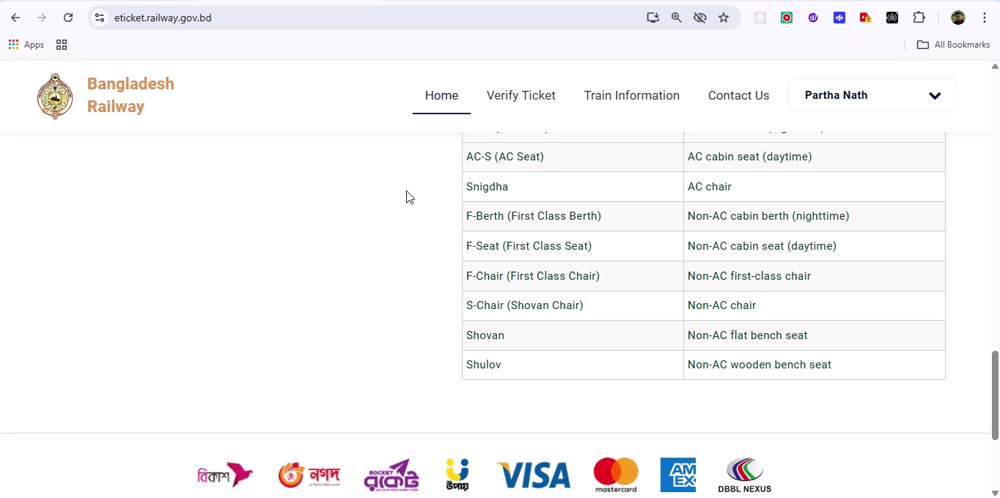 eticket.railway.gov.bd
Apps
All Bookmarks
Bangladesh
Railway
Home
Verify Ticket
Train Information
Contact Us
Partha Nath
AC-S (AC Seat)
AC cabin seat (daytime)
Snigdha
AC chair
F-Berth (First Class Berth)
Non-AC cabin berth (nighttime)
F-Seat (First Class Seat)
Non-AC cabin seat (daytime)
F-Chair (First Class Chair)
Non-AC first-class chair
S-Chair (Shovan Chair)
Non-AC chair
Shovan
Non-AC flat bench seat
Shulov
Non-AC wooden bench seat
বিকাশ
নগদ
ROCKET
রকেট
উপায়
VISA
mastercard
AM
EX
DBBL NEXUS